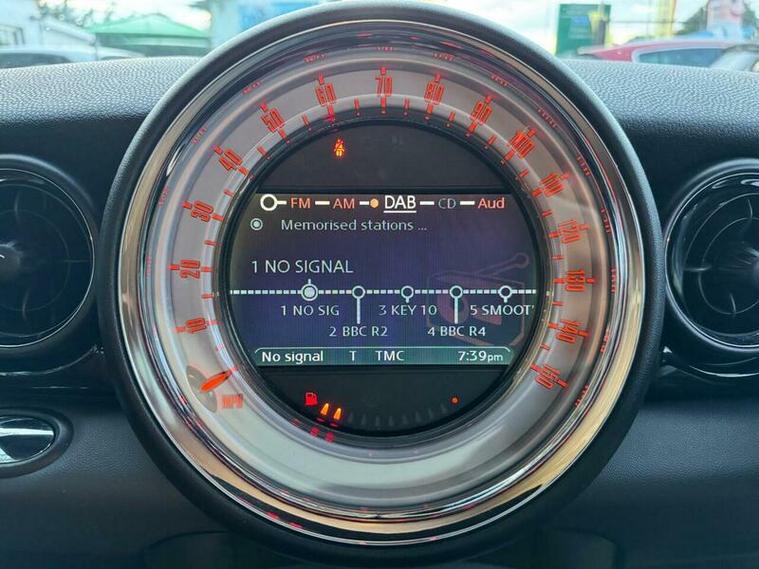 10 20 30 40 50 60 70 80 90 100 110 120 130 140 150
FM AM DAB CD Aud
Memorised stations ...
1 NO SIGNAL
1 NO SIG 3 KEY 10 5 SMOOT
2 BBC R2 4 BBC R4
No signal T TMC 7:39pm
MPH